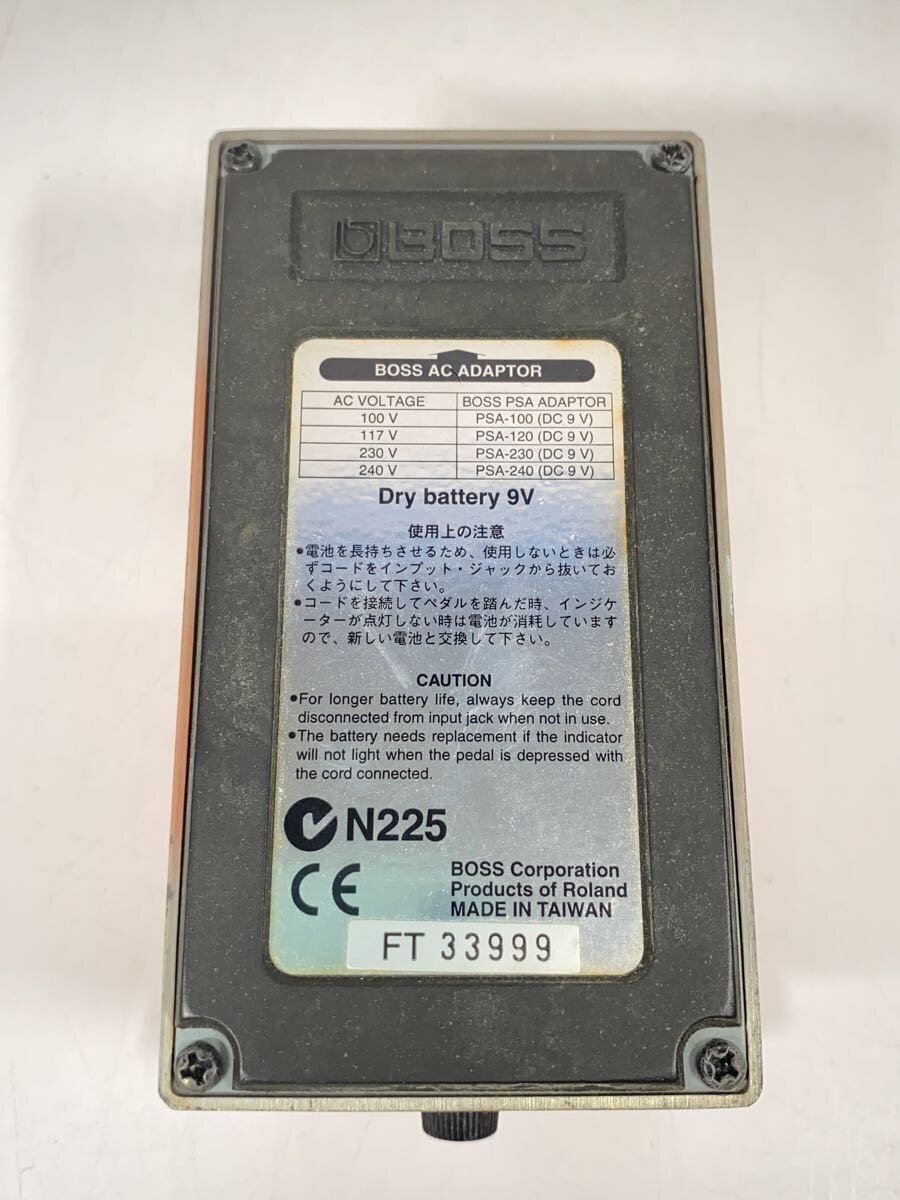 BOSS
BOSS AC ADAPTOR
AC VOLTAGE BOSS PSA ADAPTOR
100 V PSA-100 (DC 9 V)
117 V PSA-120 (DC 9 V)
230 V PSA-230 (DC 9 V)
240 V PSA-240 (DC 9 V)
Dry battery 9V
使用上の注意
●電池を長持ちさせるため、使用しないときは必
ずコードをインプット・ジャックから抜いてお
くようにして下さい。
●コードを接続してペダルを踏んだ時、インジケ
ーターが点灯しない時は電池が消耗しています
ので、新しい電池と交換して下さい。
CAUTION
●For longer battery life, always keep the cord
disconnected from input jack when not in use.
●The battery needs replacement if the indicator
will not light when the pedal is depressed with
the cord connected.
N225
CE
BOSS Corporation
Products of Roland
MADE IN TAIWAN
FT 33999